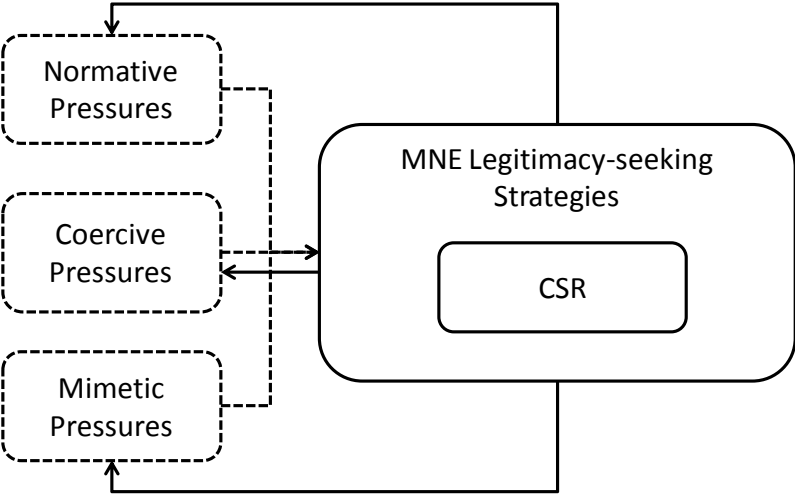 Normative
Pressures
MNE Legitimacy-seeking
Strategies
Coercive
Pressures
CSR
Mimetic
Pressures